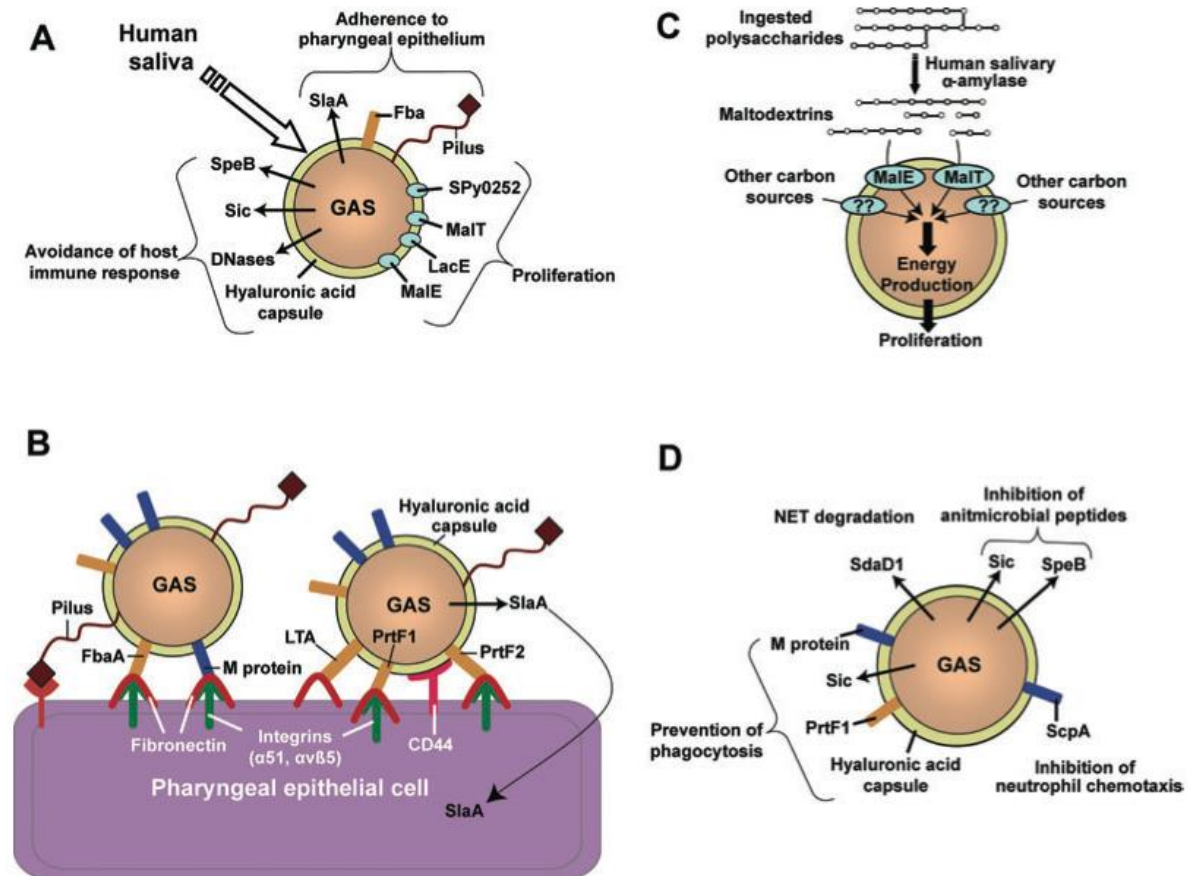 A
Human
saliva
Adherence to
pharyngeal epithelium
SlaA
Fba
Pilus
SpeB
Sic
DNases
Hyaluronic acid
capsule
Avoidance of host
immune response
GAS
SPy0252
MalT
LacE
MalE
Proliferation
C
Ingested
polysaccharides
Human salivary
α-amylase
Maltodextrins
Other carbon
sources
MalE
MalT
??
??
Other carbon
sources
Energy
Production
Proliferation
B
GAS
Pilus
FbaA
M protein
Hyaluronic acid
capsule
GAS
SlaA
LTA
PrtF1
PrtF2
Fibronectin
Integrins
(α51, αvß5)
CD44
Pharyngeal epithelial cell
SlaA
D
NET degradation
Inhibition of
anitmicrobial peptides
SdaD1
Sic
SpeB
M protein
GAS
Sic
PrtF1
Prevention of
phagocytosis
Hyaluronic acid
capsule
ScpA
Inhibition of
neutrophil chemotaxis